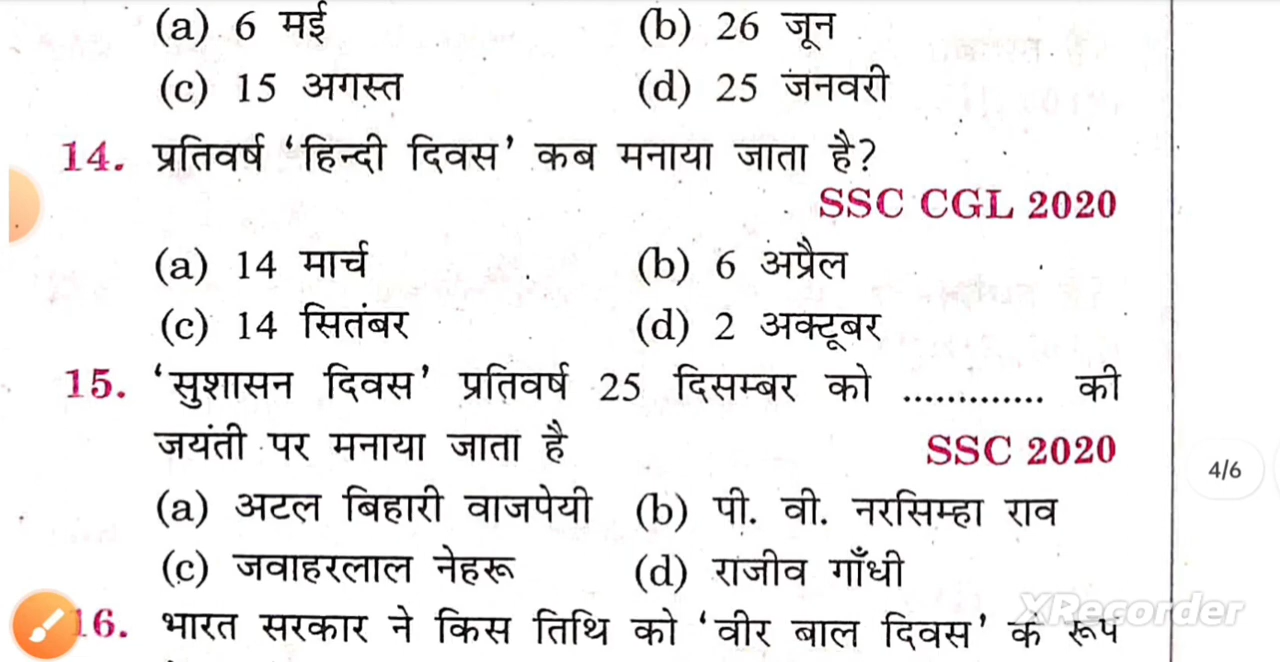 (a) 6 मई (b) 26 जून
(c) 15 अगस्त (d) 25 जनवरी
14. प्रतिवर्ष ‘हिन्दी दिवस’ कब मनाया जाता है?
SSC CGL 2020
(a) 14 मार्च (b) 6 अप्रैल
(c) 14 सितंबर (d) 2 अक्टूबर
15. ‘सुशासन दिवस’ प्रतिवर्ष 25 दिसम्बर को ............. की
जयंती पर मनाया जाता है SSC 2020
4/6
(a) अटल बिहारी वाजपेयी (b) पी. वी. नरसिम्हा राव
(c) जवाहरलाल नेहरू (d) राजीव गाँधी
XRecorder
16. भारत सरकार ने किस तिथि को ‘वीर बाल दिवस’ के रूप